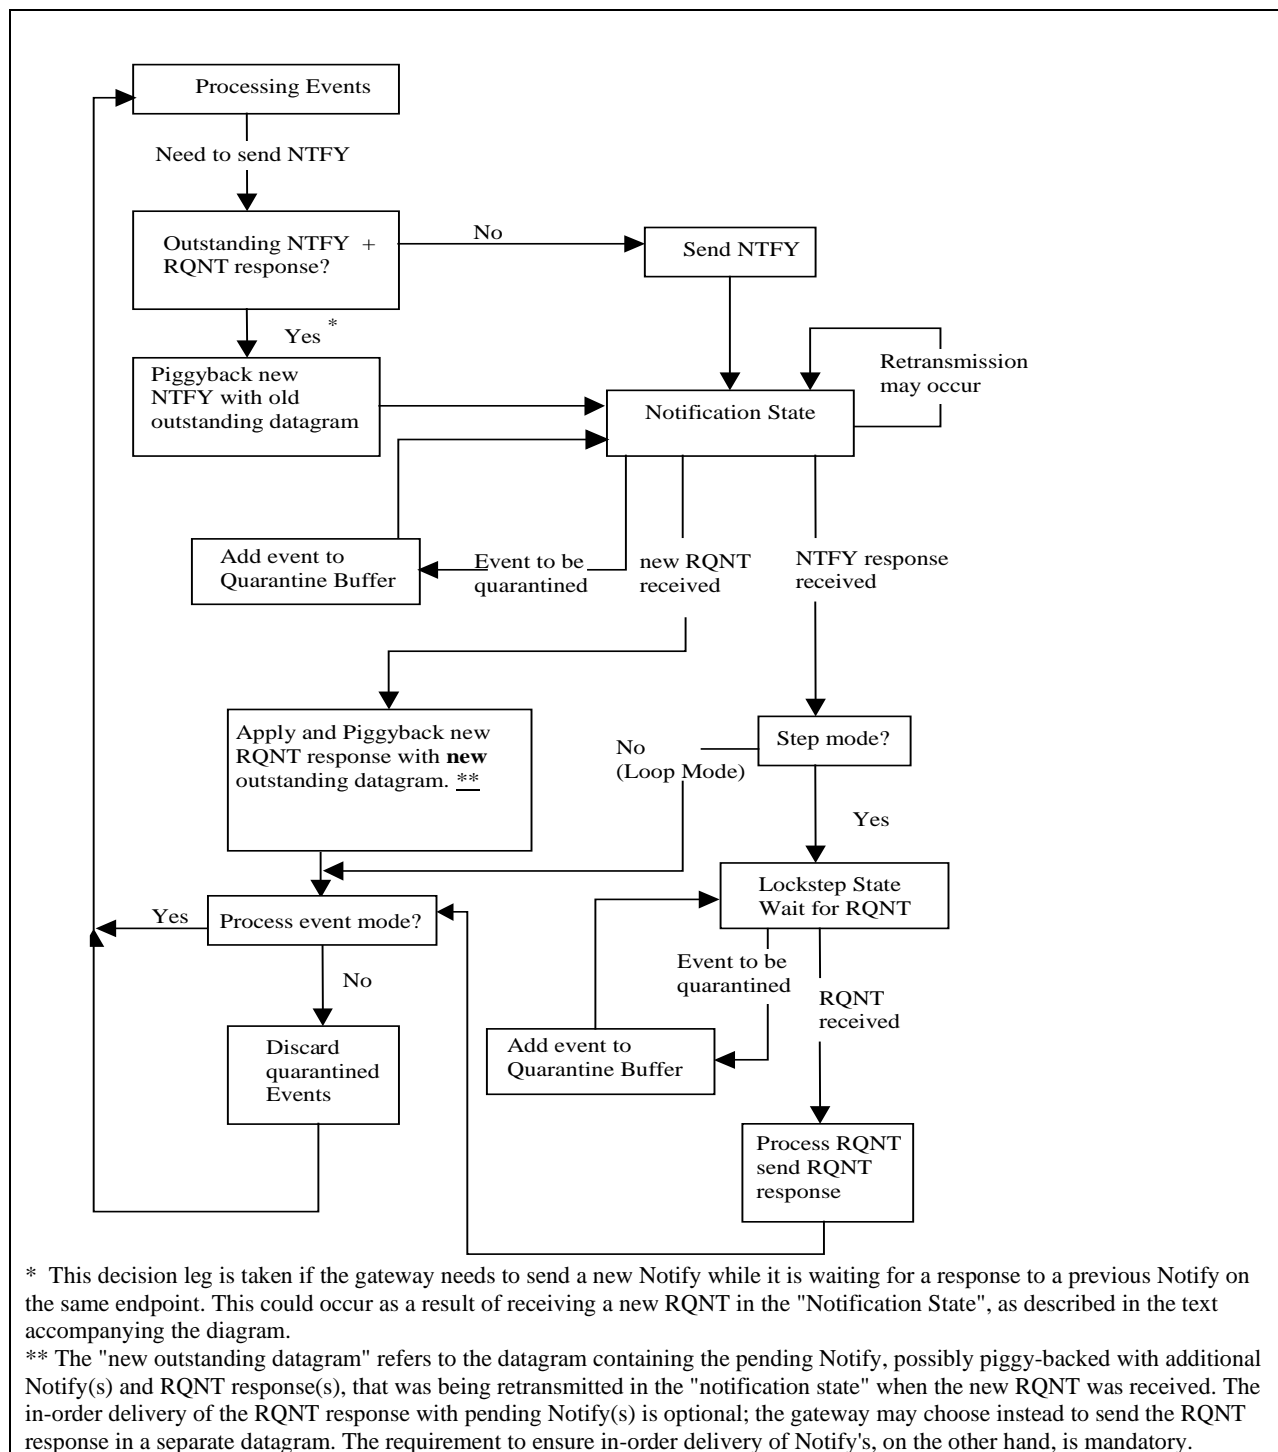 Processing Events
Need to send NTFY
Outstanding NTFY +
RQNT response?
No
Send NTFY
Yes *
Piggyback new
NTFY with old
outstanding datagram
Notification State
Retransmission
may occur
Add event to
Quarantine Buffer
Event to be
quarantined
new RQNT
received
NTFY response
received
Apply and Piggyback new
RQNT response with new
outstanding datagram. **
No
(Loop Mode)
Step mode?
Yes
Lockstep State
Wait for RQNT
Yes
Process event mode?
No
Event to be
quarantined
RQNT
received
Discard
quarantined
Events
Add event to
Quarantine Buffer
Process RQNT
send RQNT
response
* This decision leg is taken if the gateway needs to send a new Notify while it is waiting for a response to a previous Notify on
the same endpoint. This could occur as a result of receiving a new RQNT in the "Notification State", as described in the text
accompanying the diagram.
** The "new outstanding datagram" refers to the datagram containing the pending Notify, possibly piggy-backed with additional
Notify(s) and RQNT response(s), that was being retransmitted in the "notification state" when the new RQNT was received. The
in-order delivery of the RQNT response with pending Notify(s) is optional; the gateway may choose instead to send the RQNT
response in a separate datagram. The requirement to ensure in-order delivery of Notify's, on the other hand, is mandatory.